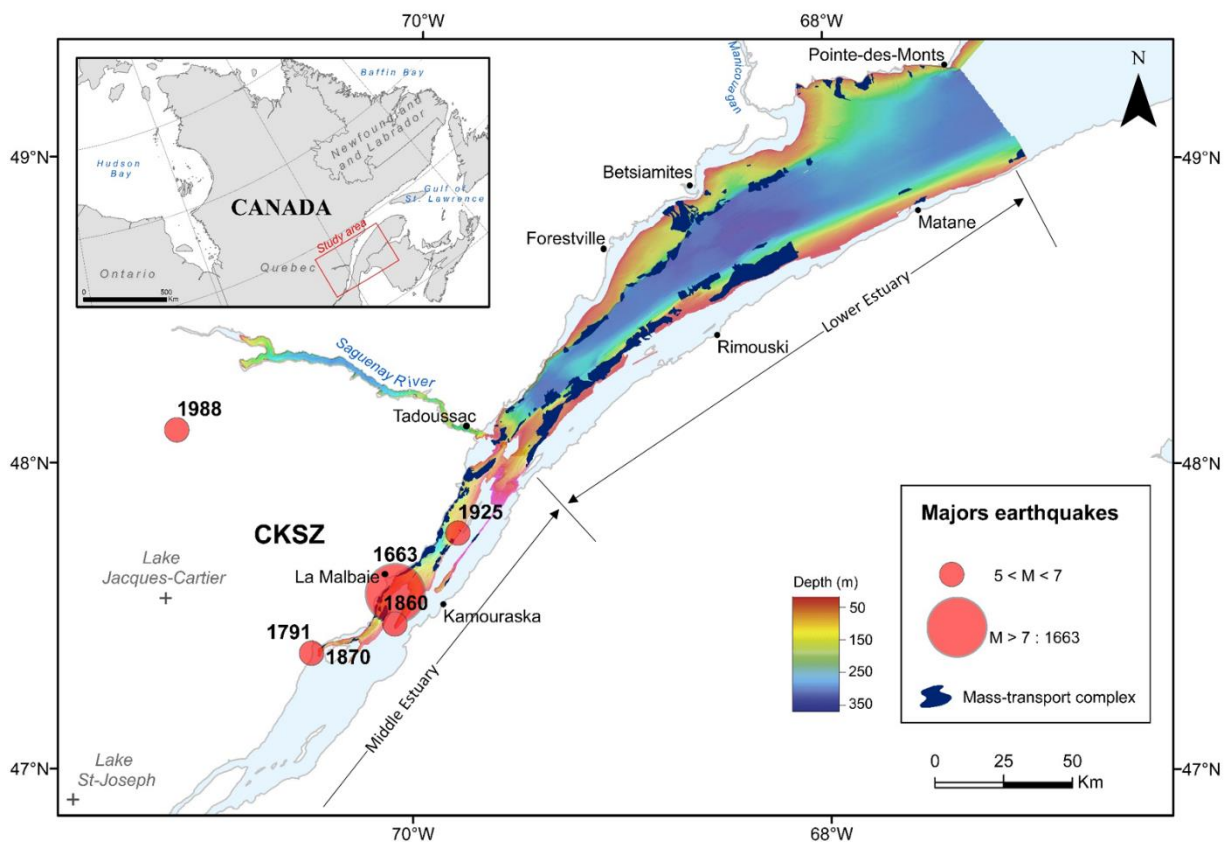 70°W
68°W
Pointe-des-Monts
N
Manicouagan
Baffin Bay
Newfoundland
and Labrador
Hudson
Bay
Gulf of
St. Lawrence
CANADA
Study area
Ontario
Quebec
0
500
Km
49°N
49°N
Betsiamites
Forestville
Matane
Lower Estuary
Rimouski
Saguenay River
Tadoussac
1988
48°N
48°N
1925
CKSZ
1663
Lake
Jacques-Cartier
La Malbaie
1860
Kamouraska
1791
1870
Middle Estuary
Lake
St-Joseph
Depth (m)
50
150
250
350
Majors earthquakes
5 < M < 7
M > 7 : 1663
Mass-transport complex
0
25
50
Km
47°N
47°N
70°W
68°W